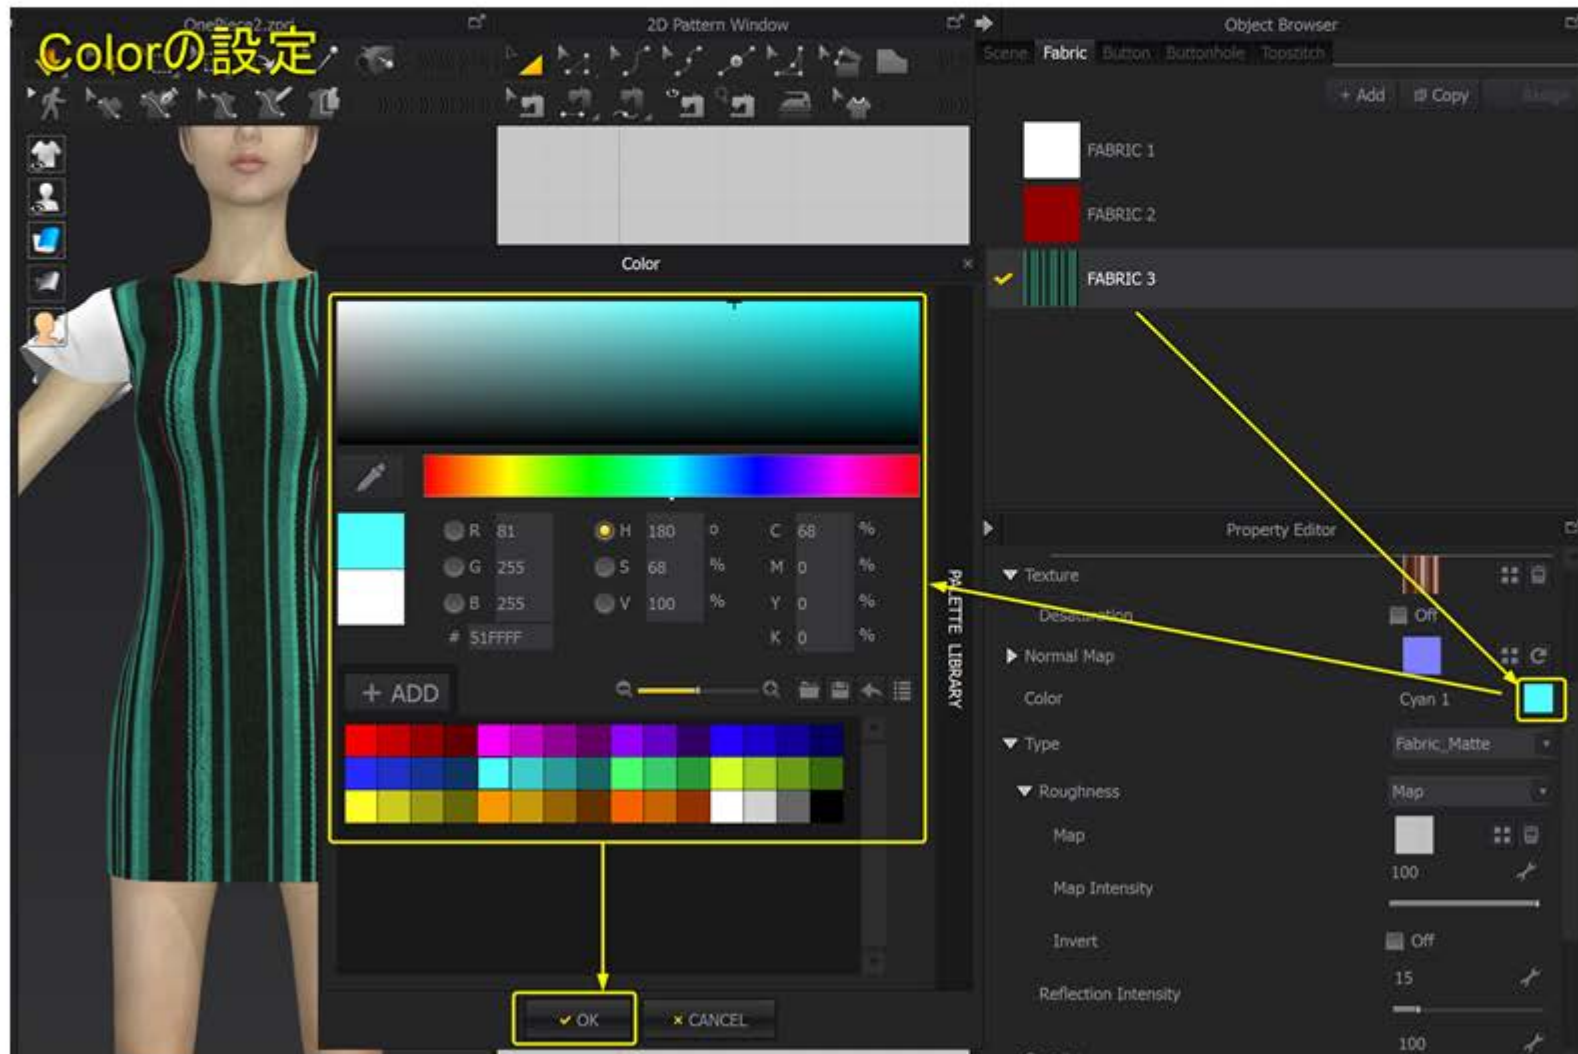 OnePiece2.zprj
2D Pattern Window
Object Browser
Colorの設定
Scene Fabric Button Buttonhole Topstitch
+ Add Copy Assign
FABRIC 1
FABRIC 2
FABRIC 3
Color
R 81 H 180 ° C 68 %
G 255 S 68 % M 0 %
B 255 V 100 % Y 0 %
# 51FFFF K 0 %
+ ADD
PALETTE LIBRARY
OK
CANCEL
Property Editor
Texture
Desaturation Off
Normal Map
Color Cyan 1
Type Fabric_Matte
Roughness Map
Map
Map Intensity 100
Invert Off
Reflection Intensity 15
100